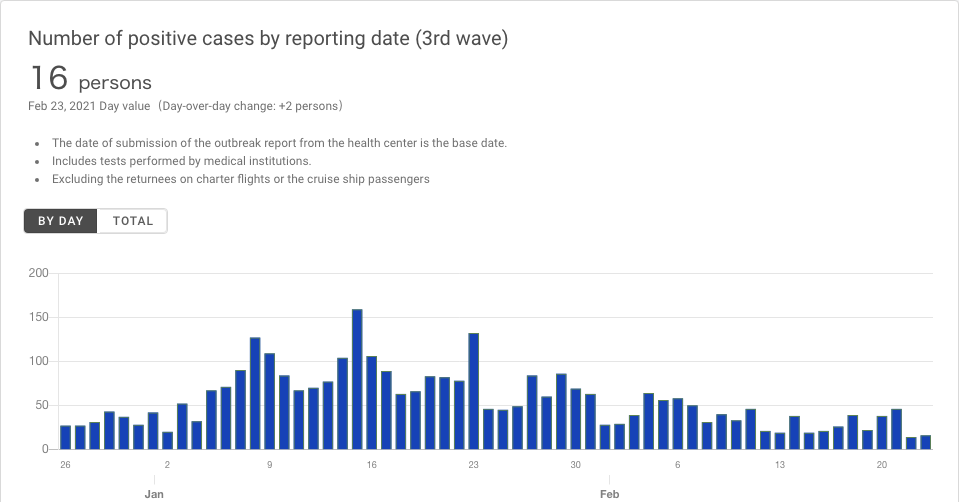 Number of positive cases by reporting date (3rd wave)
16 persons
Feb 23, 2021 Day value（Day-over-day change: +2 persons）
• The date of submission of the outbreak report from the health center is the base date.
• Includes tests performed by medical institutions.
• Excluding the returnees on charter flights or the cruise ship passengers
BY DAY TOTAL
200
150
100
50
0
26 2 9 16 23 30 6 13 20
Jan Feb